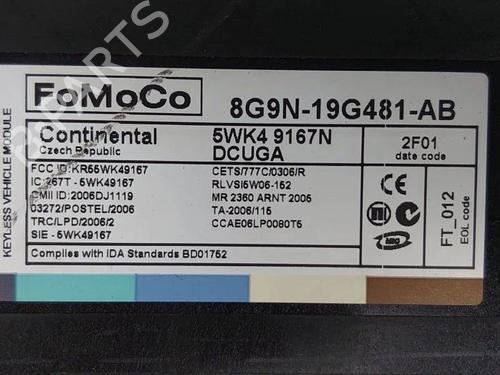 FoMoCo
8G9N-19G481-AB
KEYLESS VEHICLE MODULE
Continental
Czech Republic
5WK4 9167N
DCUGA
2F01
date code
FCC ID:KR55WK49167
IC:267T - 5WK49167
CMII ID:2006DJ1119
03272/POSTEL/2006
TRC/LPD/2006/2
SIE - 5WK49167
CETS/777C/0306/R
RLVSI5W06-152
MR 2360 ARNT 2005
TA-2006/115
CCAE06LP0080T5
FT_012
EOL code
Complies with IDA Standards BD01752
PARTS